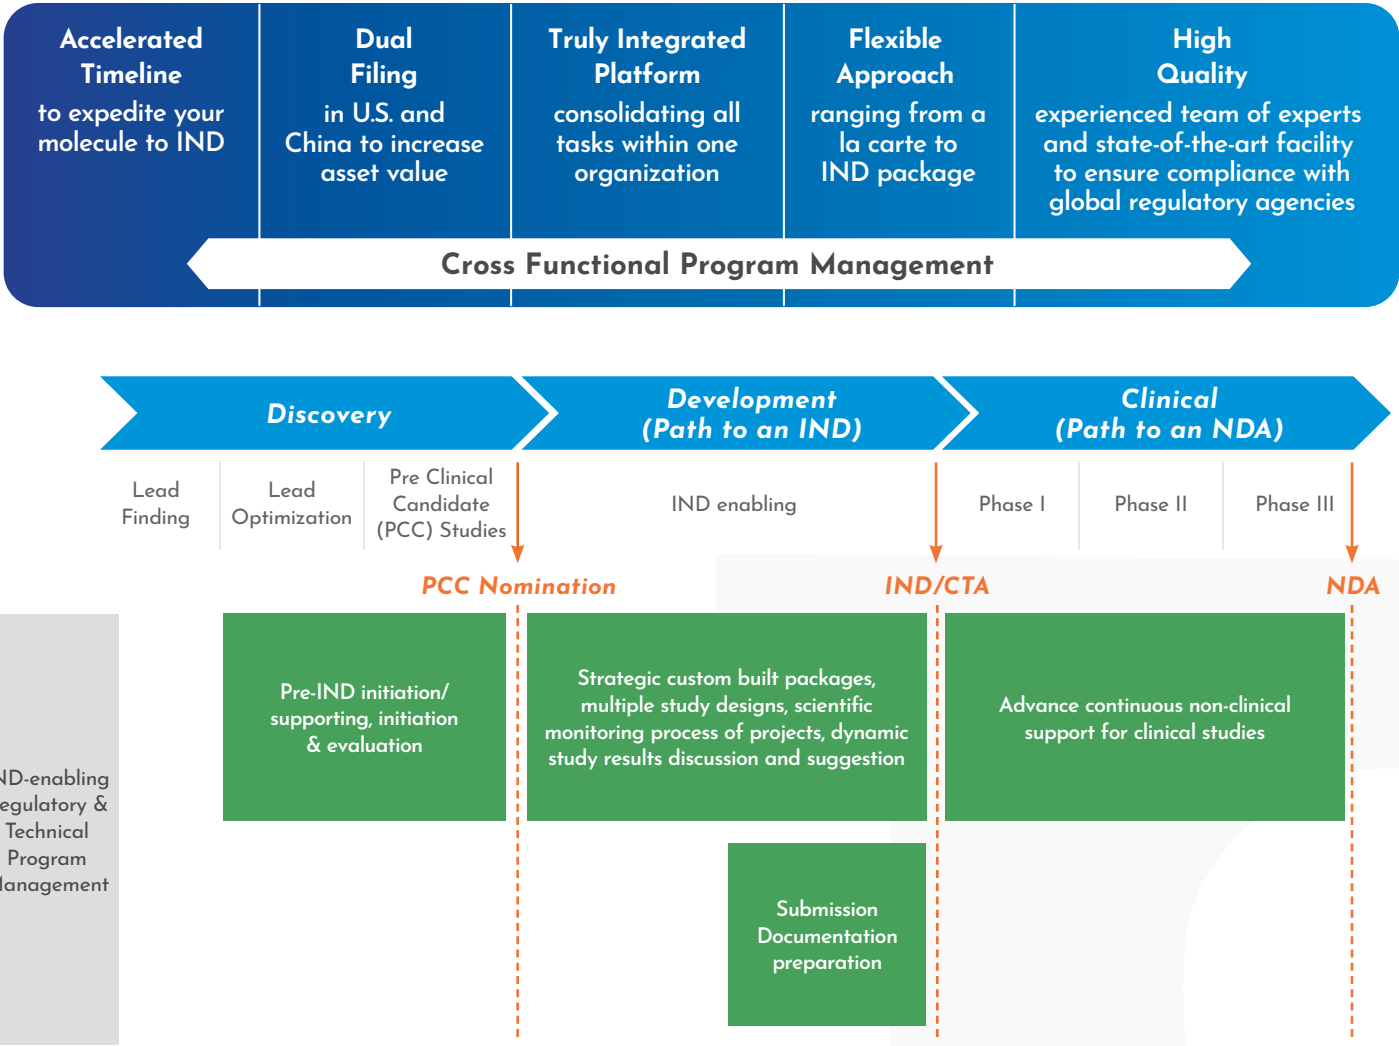 Accelerated
Timeline
to expedite your
molecule to IND
Dual
Filing
in U.S. and
China to increase
asset value
Truly Integrated
Platform
consolidating all
tasks within one
organization
Flexible
Approach
ranging from a
la carte to
IND package
High
Quality
experienced team of experts
and state-of-the-art facility
to ensure compliance with
global regulatory agencies
Cross Functional Program Management
Discovery
Development
(Path to an IND)
Clinical
(Path to an NDA)
Lead
Finding
Lead
Optimization
Pre Clinical
Candidate
(PCC) Studies
IND enabling
Phase I
Phase II
Phase III
PCC Nomination
IND/CTA
NDA
ND-enabling
egulatory &
Technical
Program
anagement
Pre-IND initiation/
supporting, initiation
& evaluation
Strategic custom built packages,
multiple study designs, scientific
monitoring process of projects, dynamic
study results discussion and suggestion
Advance continuous non-clinical
support for clinical studies
Submission
Documentation
preparation